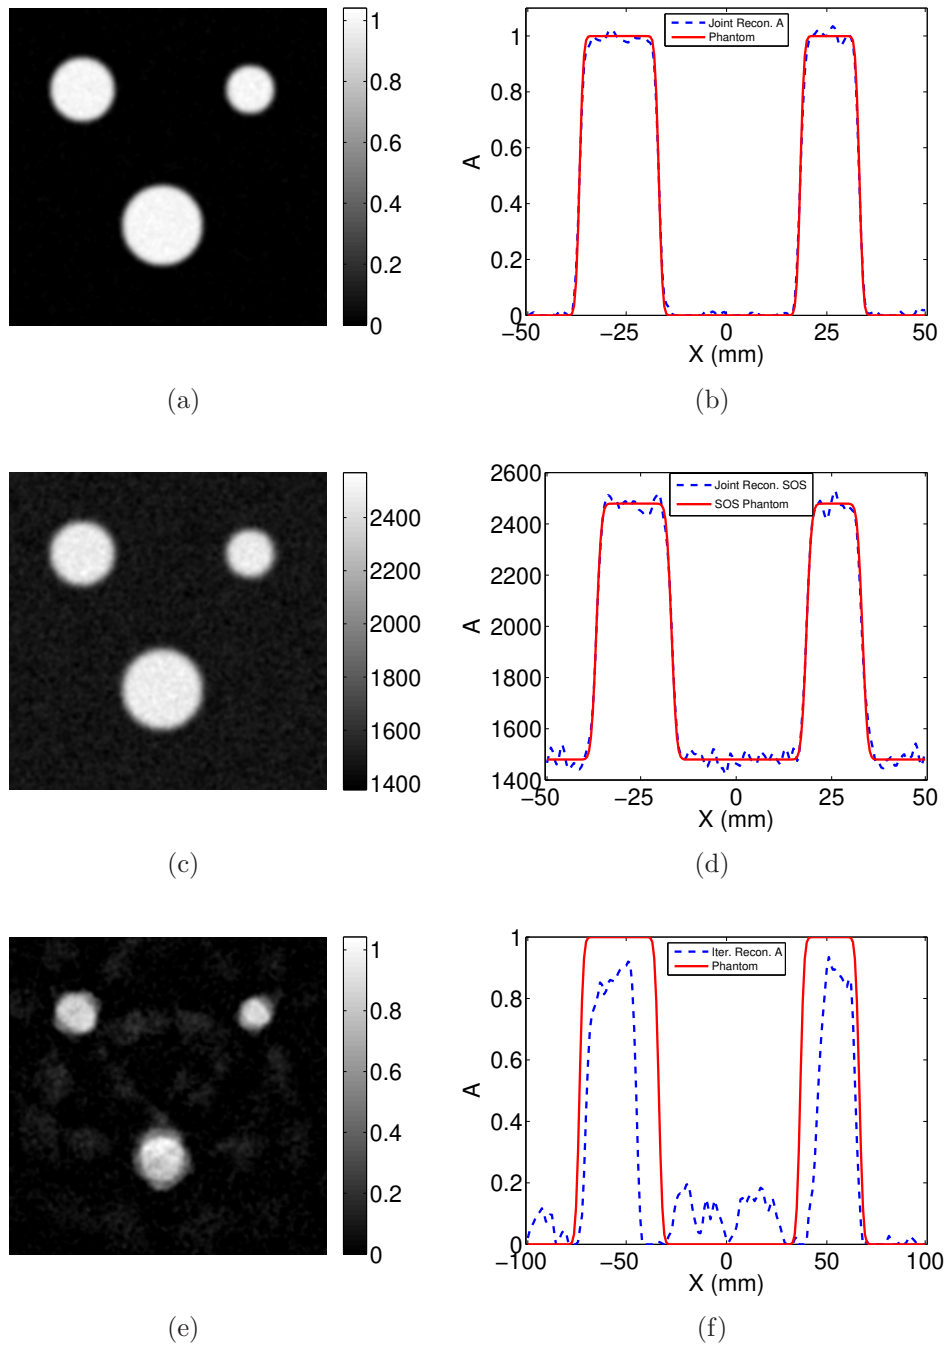 1
0.8
0.6
0.4
0.2
0
A
1
0.8
0.6
0.4
0.2
0
Joint Recon. A
Phantom
−50
−25
0
25
50
X (mm)
(a)
(b)
2400
2200
2000
1800
1600
1400
A
2600
2400
2200
2000
1800
1600
1400
Joint Recon. SOS
SOS Phantom
−50
−25
0
25
50
X (mm)
(c)
(d)
1
0.8
0.6
0.4
0.2
0
A
1
0.8
0.6
0.4
0.2
0
Iter. Recon. A
Phantom
−100
−50
0
50
100
X (mm)
(e)
(f)